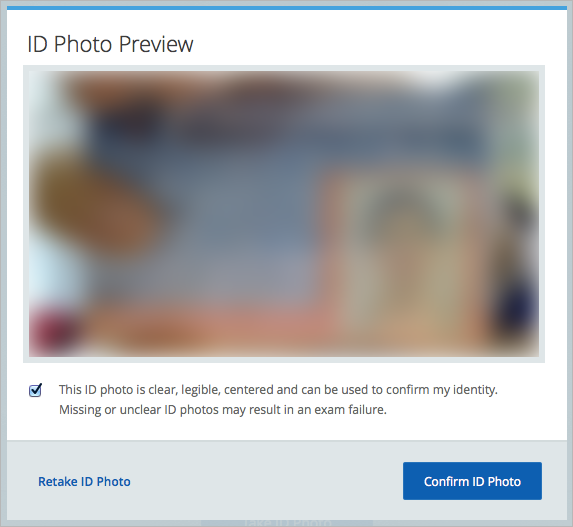 ID Photo Preview
This ID photo is clear, legible, centered and can be used to confirm my identity.
Missing or unclear ID photos may result in an exam failure.
Retake ID Photo
Confirm ID Photo